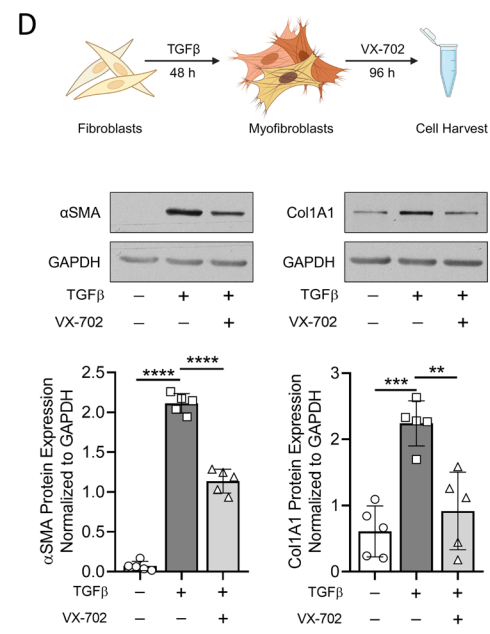 D
TGFβ
48 h
VX-702
96 h
Fibroblasts
Myofibroblasts
Cell Harvest
αSMA
GAPDH
TGFβ – + +
VX-702 – – +
Col1A1
GAPDH
TGFβ – + +
VX-702 – – +
αSMA Protein Expression
Normalized to GAPDH
2.5
2.0
1.5
1.0
0.5
0.0
**** ****
TGFβ – + +
VX-702 – – +
Col1A1 Protein Expression
Normalized to GAPDH
3
2
1
0
*** **
TGFβ – + +
VX-702 – – +